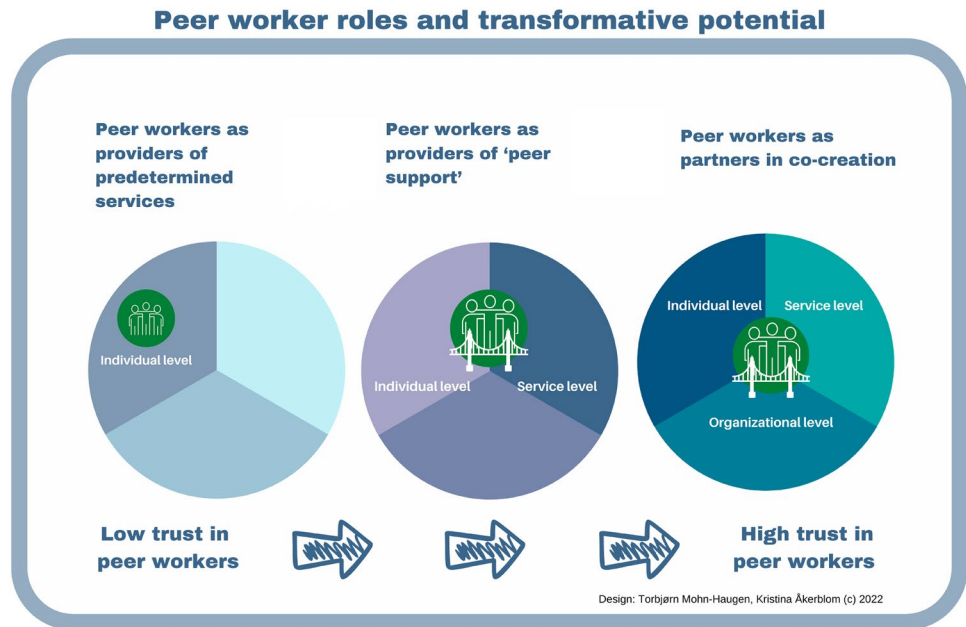 Peer worker roles and transformative potential
Peer workers as
providers of
predetermined
services
Peer workers as
providers of ‘peer
support’
Peer workers as
partners in co-creation
Individual level
Individual level
Service level
Individual level
Service level
Organizational level
Low trust in
peer workers
High trust in
peer workers
Design: Torbjørn Mohn-Haugen, Kristina Åkerblom (c) 2022